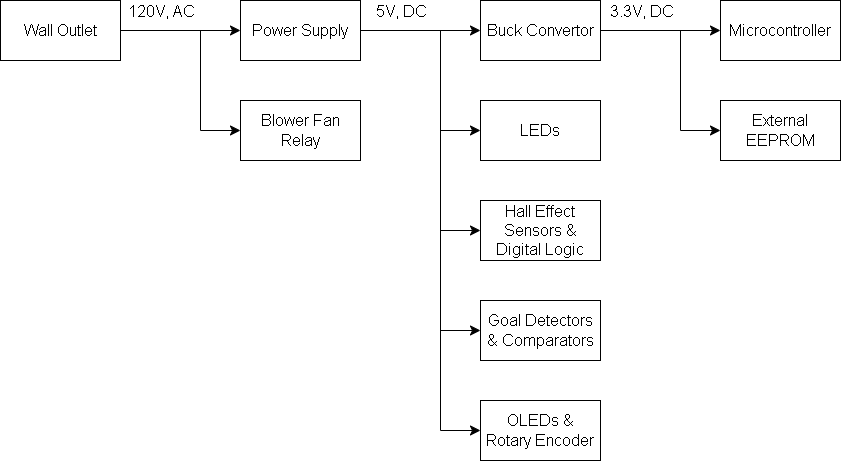 Wall Outlet
120V, AC
Power Supply
5V, DC
Buck Convertor
3.3V, DC
Microcontroller
Blower Fan
Relay
LEDs
External
EEPROM
Hall Effect
Sensors &
Digital Logic
Goal Detectors
& Comparators
OLEDs &
Rotary Encoder